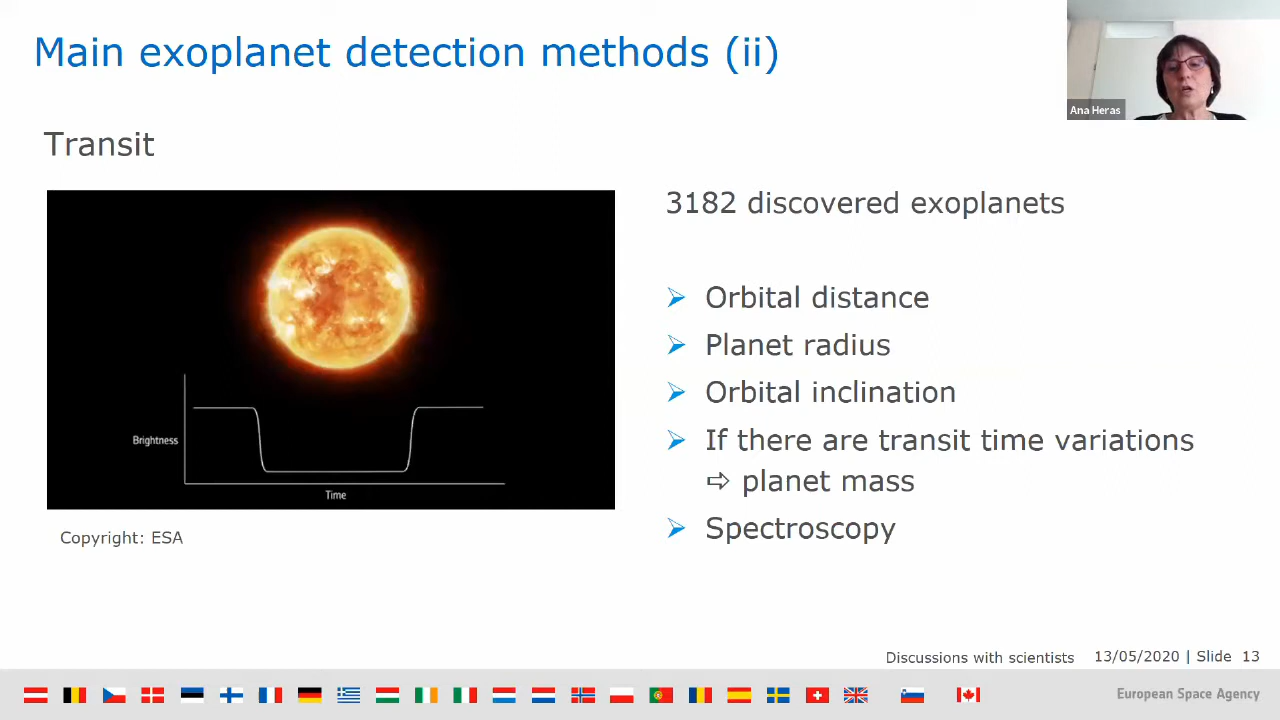 Main exoplanet detection methods (ii)
Ana Heras
Transit
3182 discovered exoplanets
➢ Orbital distance
➢ Planet radius
➢ Orbital inclination
➢ If there are transit time variations
⇨ planet mass
➢ Spectroscopy
Brightness
Time
Copyright: ESA
Discussions with scientists 13/05/2020 | Slide 13
European Space Agency